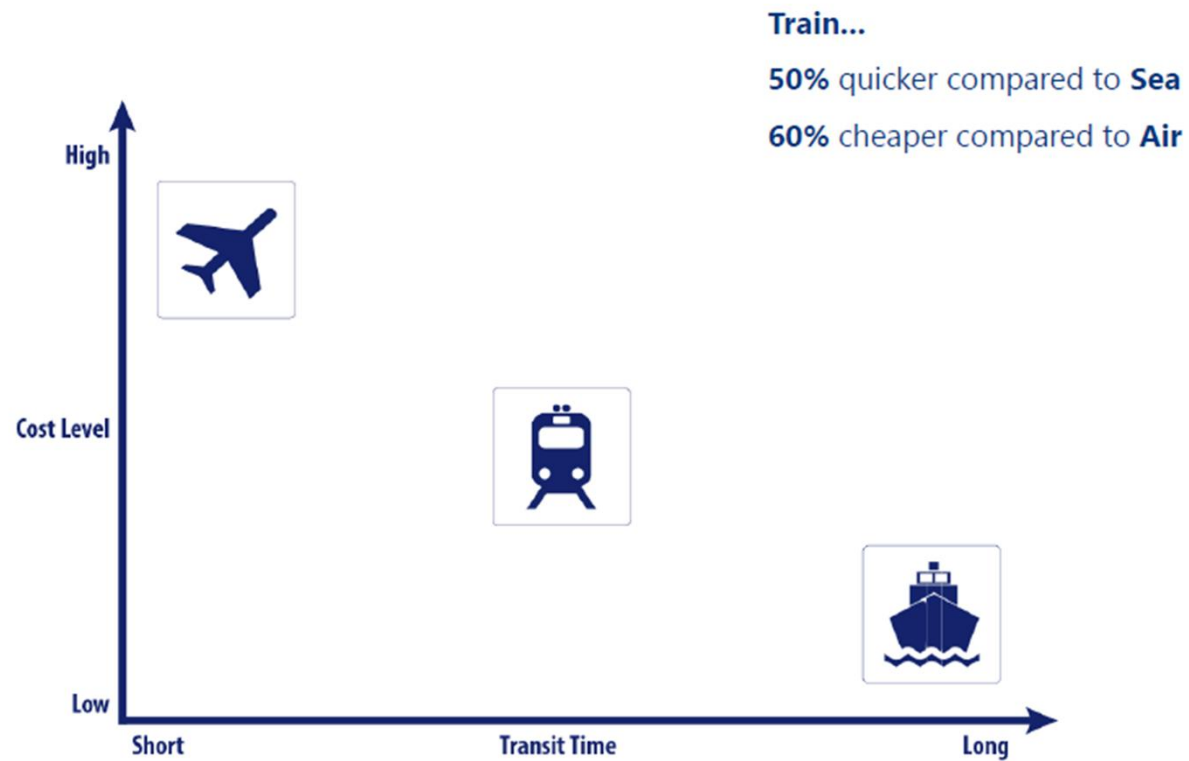 Train...
50% quicker compared to Sea
60% cheaper compared to Air
High
Cost Level
Low
Short
Transit Time
Long